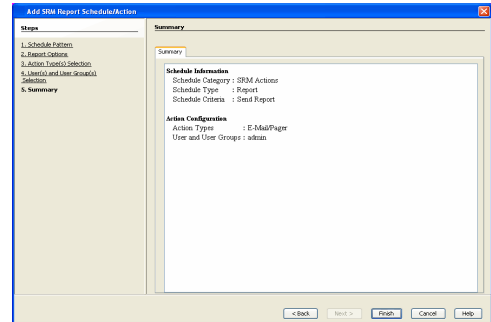 Add SRM Report Schedule/Action
Steps
1. Schedule Pattern
2. Report Options
3. Action Type(s) Selection
4. User(s) and User Group(s)
Selection
5. Summary
Summary
Summary
Schedule Information
Schedule Category : SRM Actions
Schedule Type : Report
Schedule Criteria : Send Report
Action Configuration
Action Types : E-Mail/Pager
User and User Groups : admin
< Back
Next >
Finish
Cancel
Help